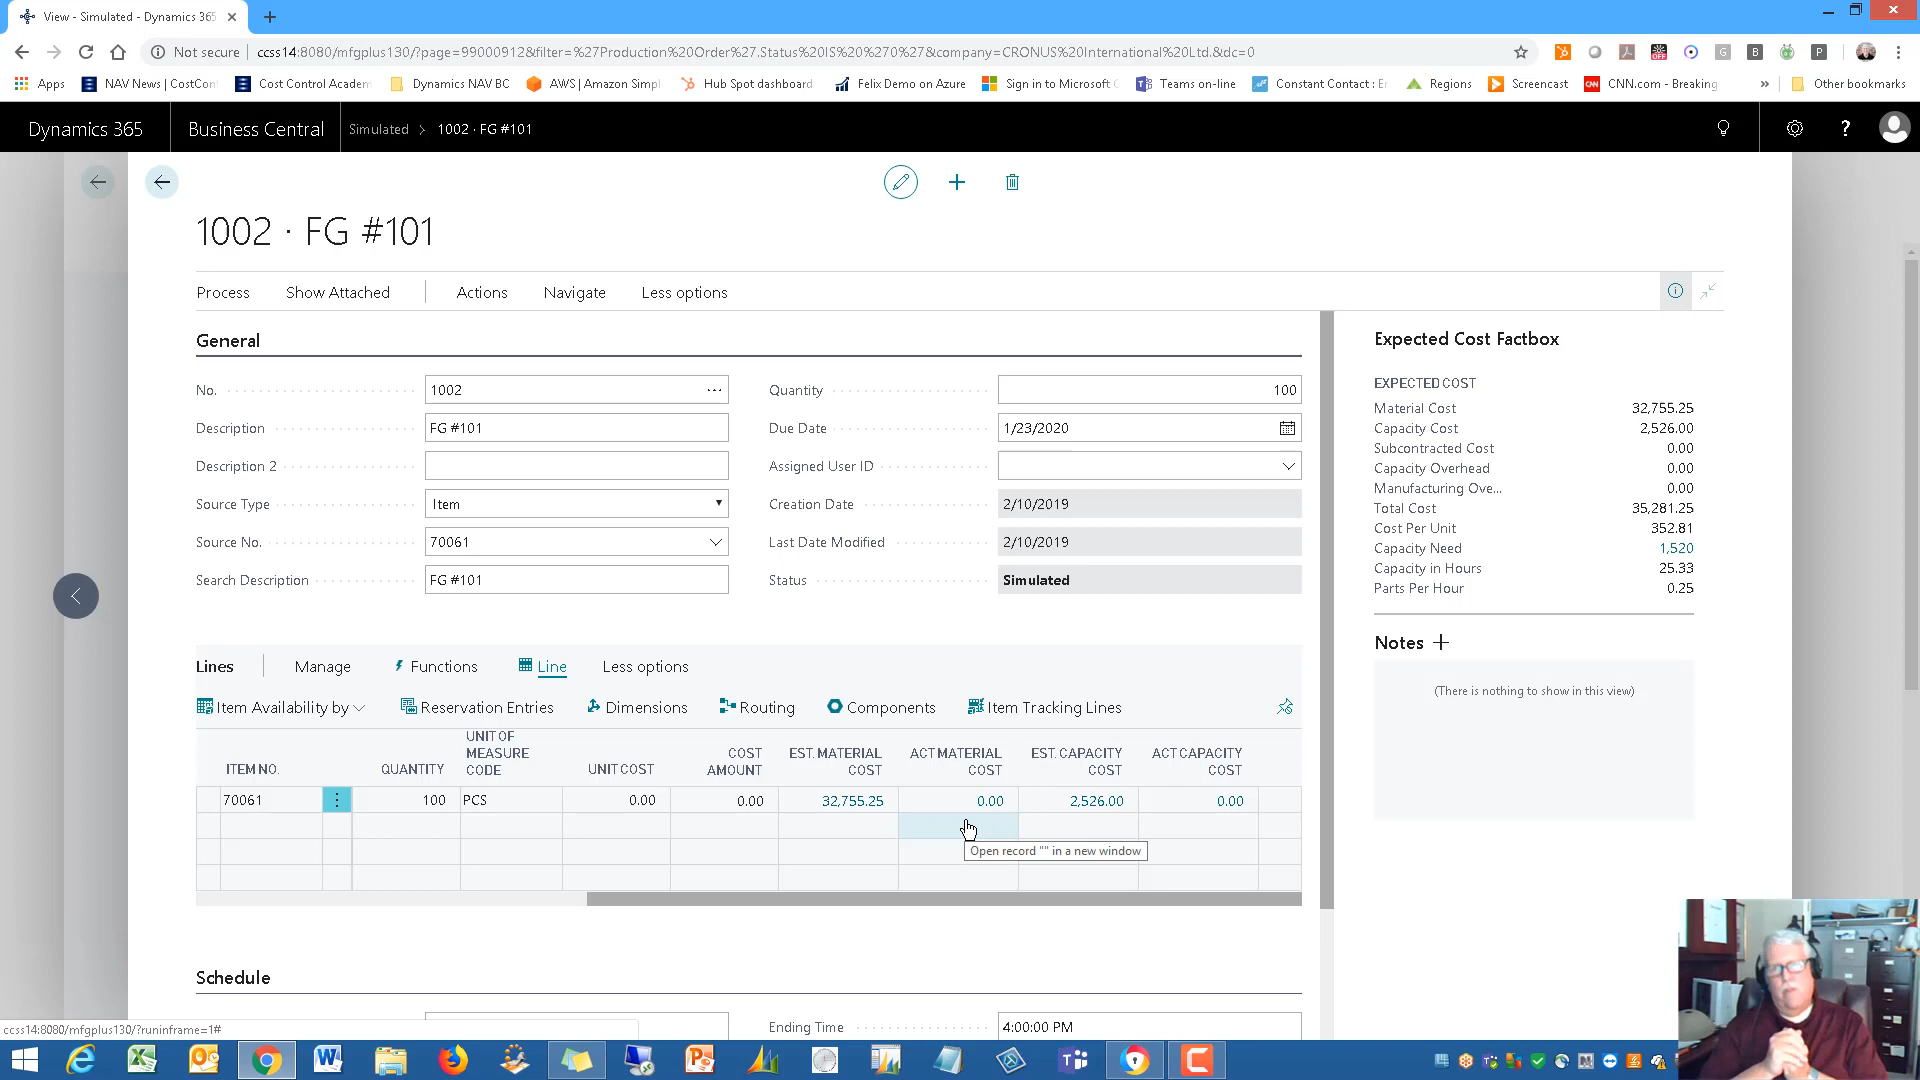 View - Simulated - Dynamics 365
Not secure
ccss14:8080/mfgplus130/?page=99000912&filter=%27Production%20Order%27.Status%20IS%20%270%27&company=CRONUS%20International%20Ltd.&dc=0
Apps
NAV News | CostCont
Cost Control Academ
Dynamics NAV BC
AWS | Amazon Simpl
Hub Spot dashboard
Felix Demo on Azure
Sign in to Microsoft C
Teams on-line
Constant Contact : E
Regions
Screencast
CNN.com - Breaking
Other bookmarks
Dynamics 365
Business Central
Simulated > 1002 · FG #101
1002 · FG #101
Process
Show Attached
Actions
Navigate
Less options
General
No.
1002
Description
FG #101
Description 2
Source Type
Item
Source No.
70061
Search Description
FG #101
Quantity
100
Due Date
1/23/2020
Assigned User ID
Creation Date
2/10/2019
Last Date Modified
2/10/2019
Status
Simulated
Expected Cost Factbox
EXPECTED COST
Material Cost 32,755.25
Capacity Cost 2,526.00
Subcontracted Cost 0.00
Capacity Overhead 0.00
Manufacturing Ove... 0.00
Total Cost 35,281.25
Cost Per Unit 352.81
Capacity Need 1,520
Capacity in Hours 25.33
Parts Per Hour 0.25
Notes
(There is nothing to show in this view)
Lines
Manage
Functions
Line
Less options
Item Availability by
Reservation Entries
Dimensions
Routing
Components
Item Tracking Lines
ITEM NO.
QUANTITY
UNIT OF
MEASURE
CODE
UNIT COST
COST
AMOUNT
EST. MATERIAL
COST
ACT MATERIAL
COST
EST. CAPACITY
COST
ACT CAPACITY
COST
70061 100 PCS 0.00 0.00 32,755.25 0.00 2,526.00 0.00
Open record "" in a new window
Schedule
Ending Time
4:00:00 PM
ccss14:8080/mfgplus130/?runinframe=1#